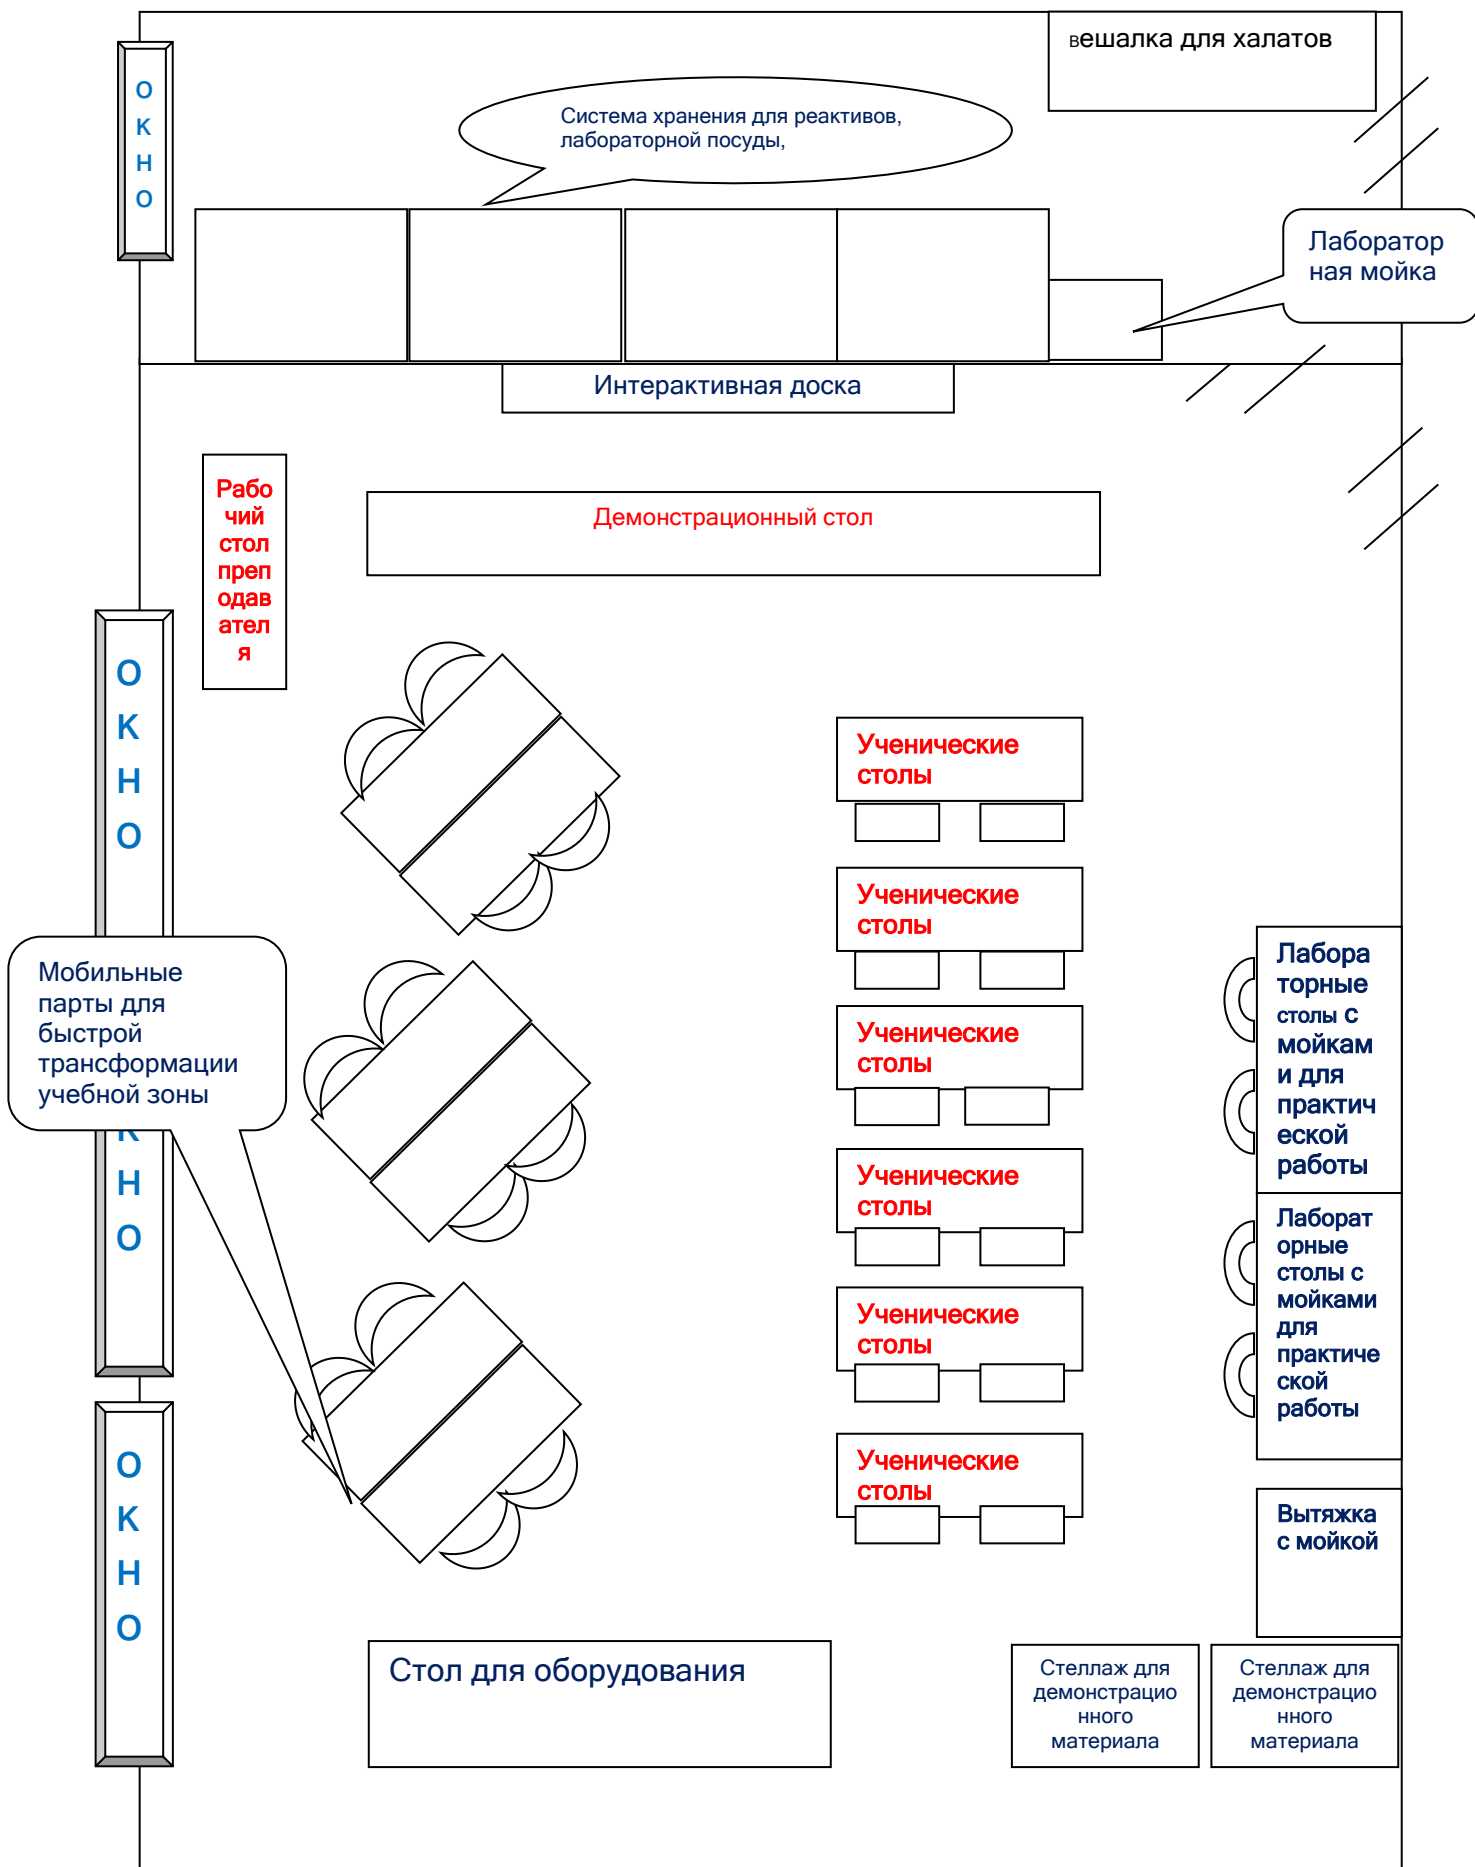 вешалка для халатов
О
К
Н
О
Система хранения для реактивов,
лабораторной посуды,
Лаборатор
ная мойка
Интерактивная доска
Рабо
чий
стол
преп
одав
ател
я
Демонстрационный стол
О
К
Н
О
Ученические
столы
Ученические
столы
Мобильные
парты для
быстрой
трансформации
учебной зоны
Лабора
торные
столы с
мойкам
и для
практич
еской
работы
Ученические
столы
К
Н
О
Ученические
столы
Лаборат
орные
столы с
мойками
для
практиче
ской
работы
Ученические
столы
О
К
Н
О
Ученические
столы
Вытяжка
с мойкой
Стол для оборудования
Стеллаж для
демонстрацио
нного
материала
Стеллаж для
демонстрацио
нного
материала